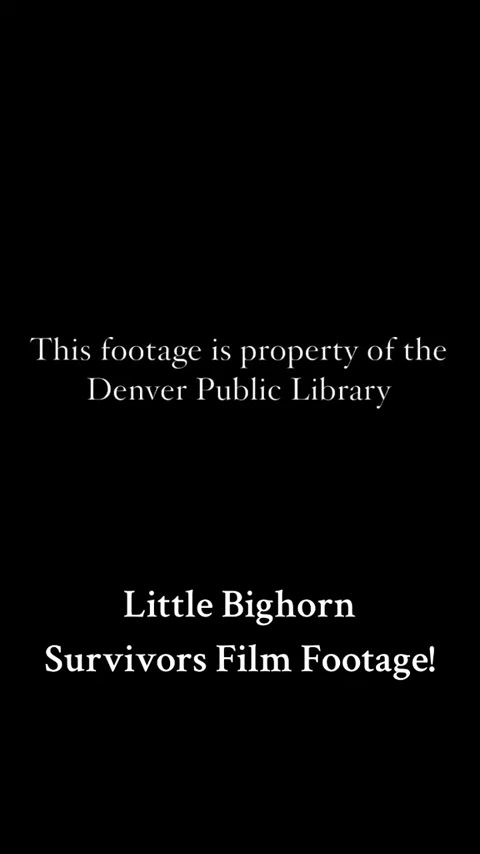 This footage is property of the
Denver Public Library
Little Bighorn
Survivors Film Footage!